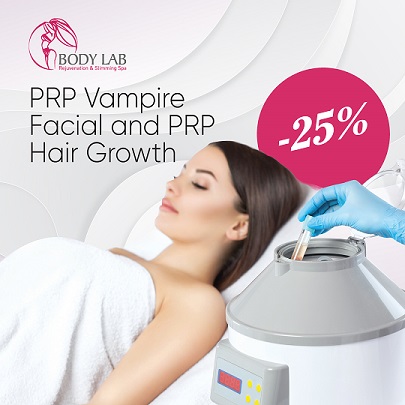 BODY LAB
Rejuvenation & Slimming Spa
PRP Vampire
Facial and PRP
Hair Growth
-25%